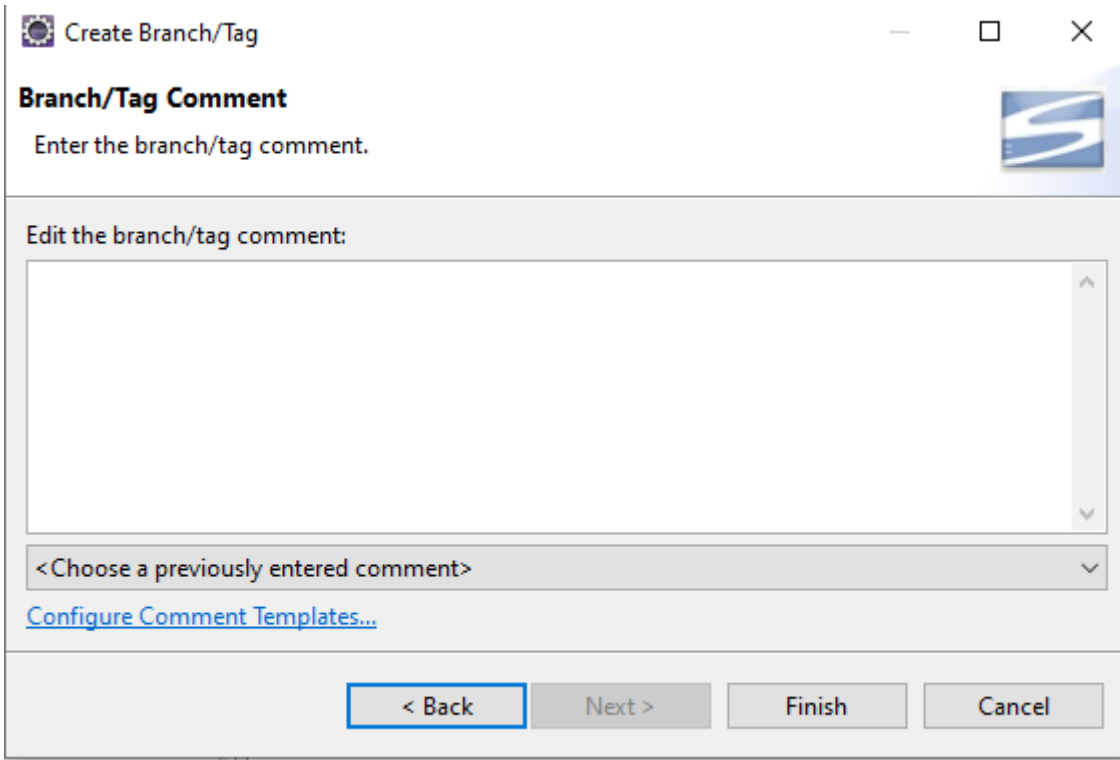 Create Branch/Tag
Branch/Tag Comment
Enter the branch/tag comment.
Edit the branch/tag comment:
<Choose a previously entered comment>
Configure Comment Templates...
< Back Next > Finish Cancel